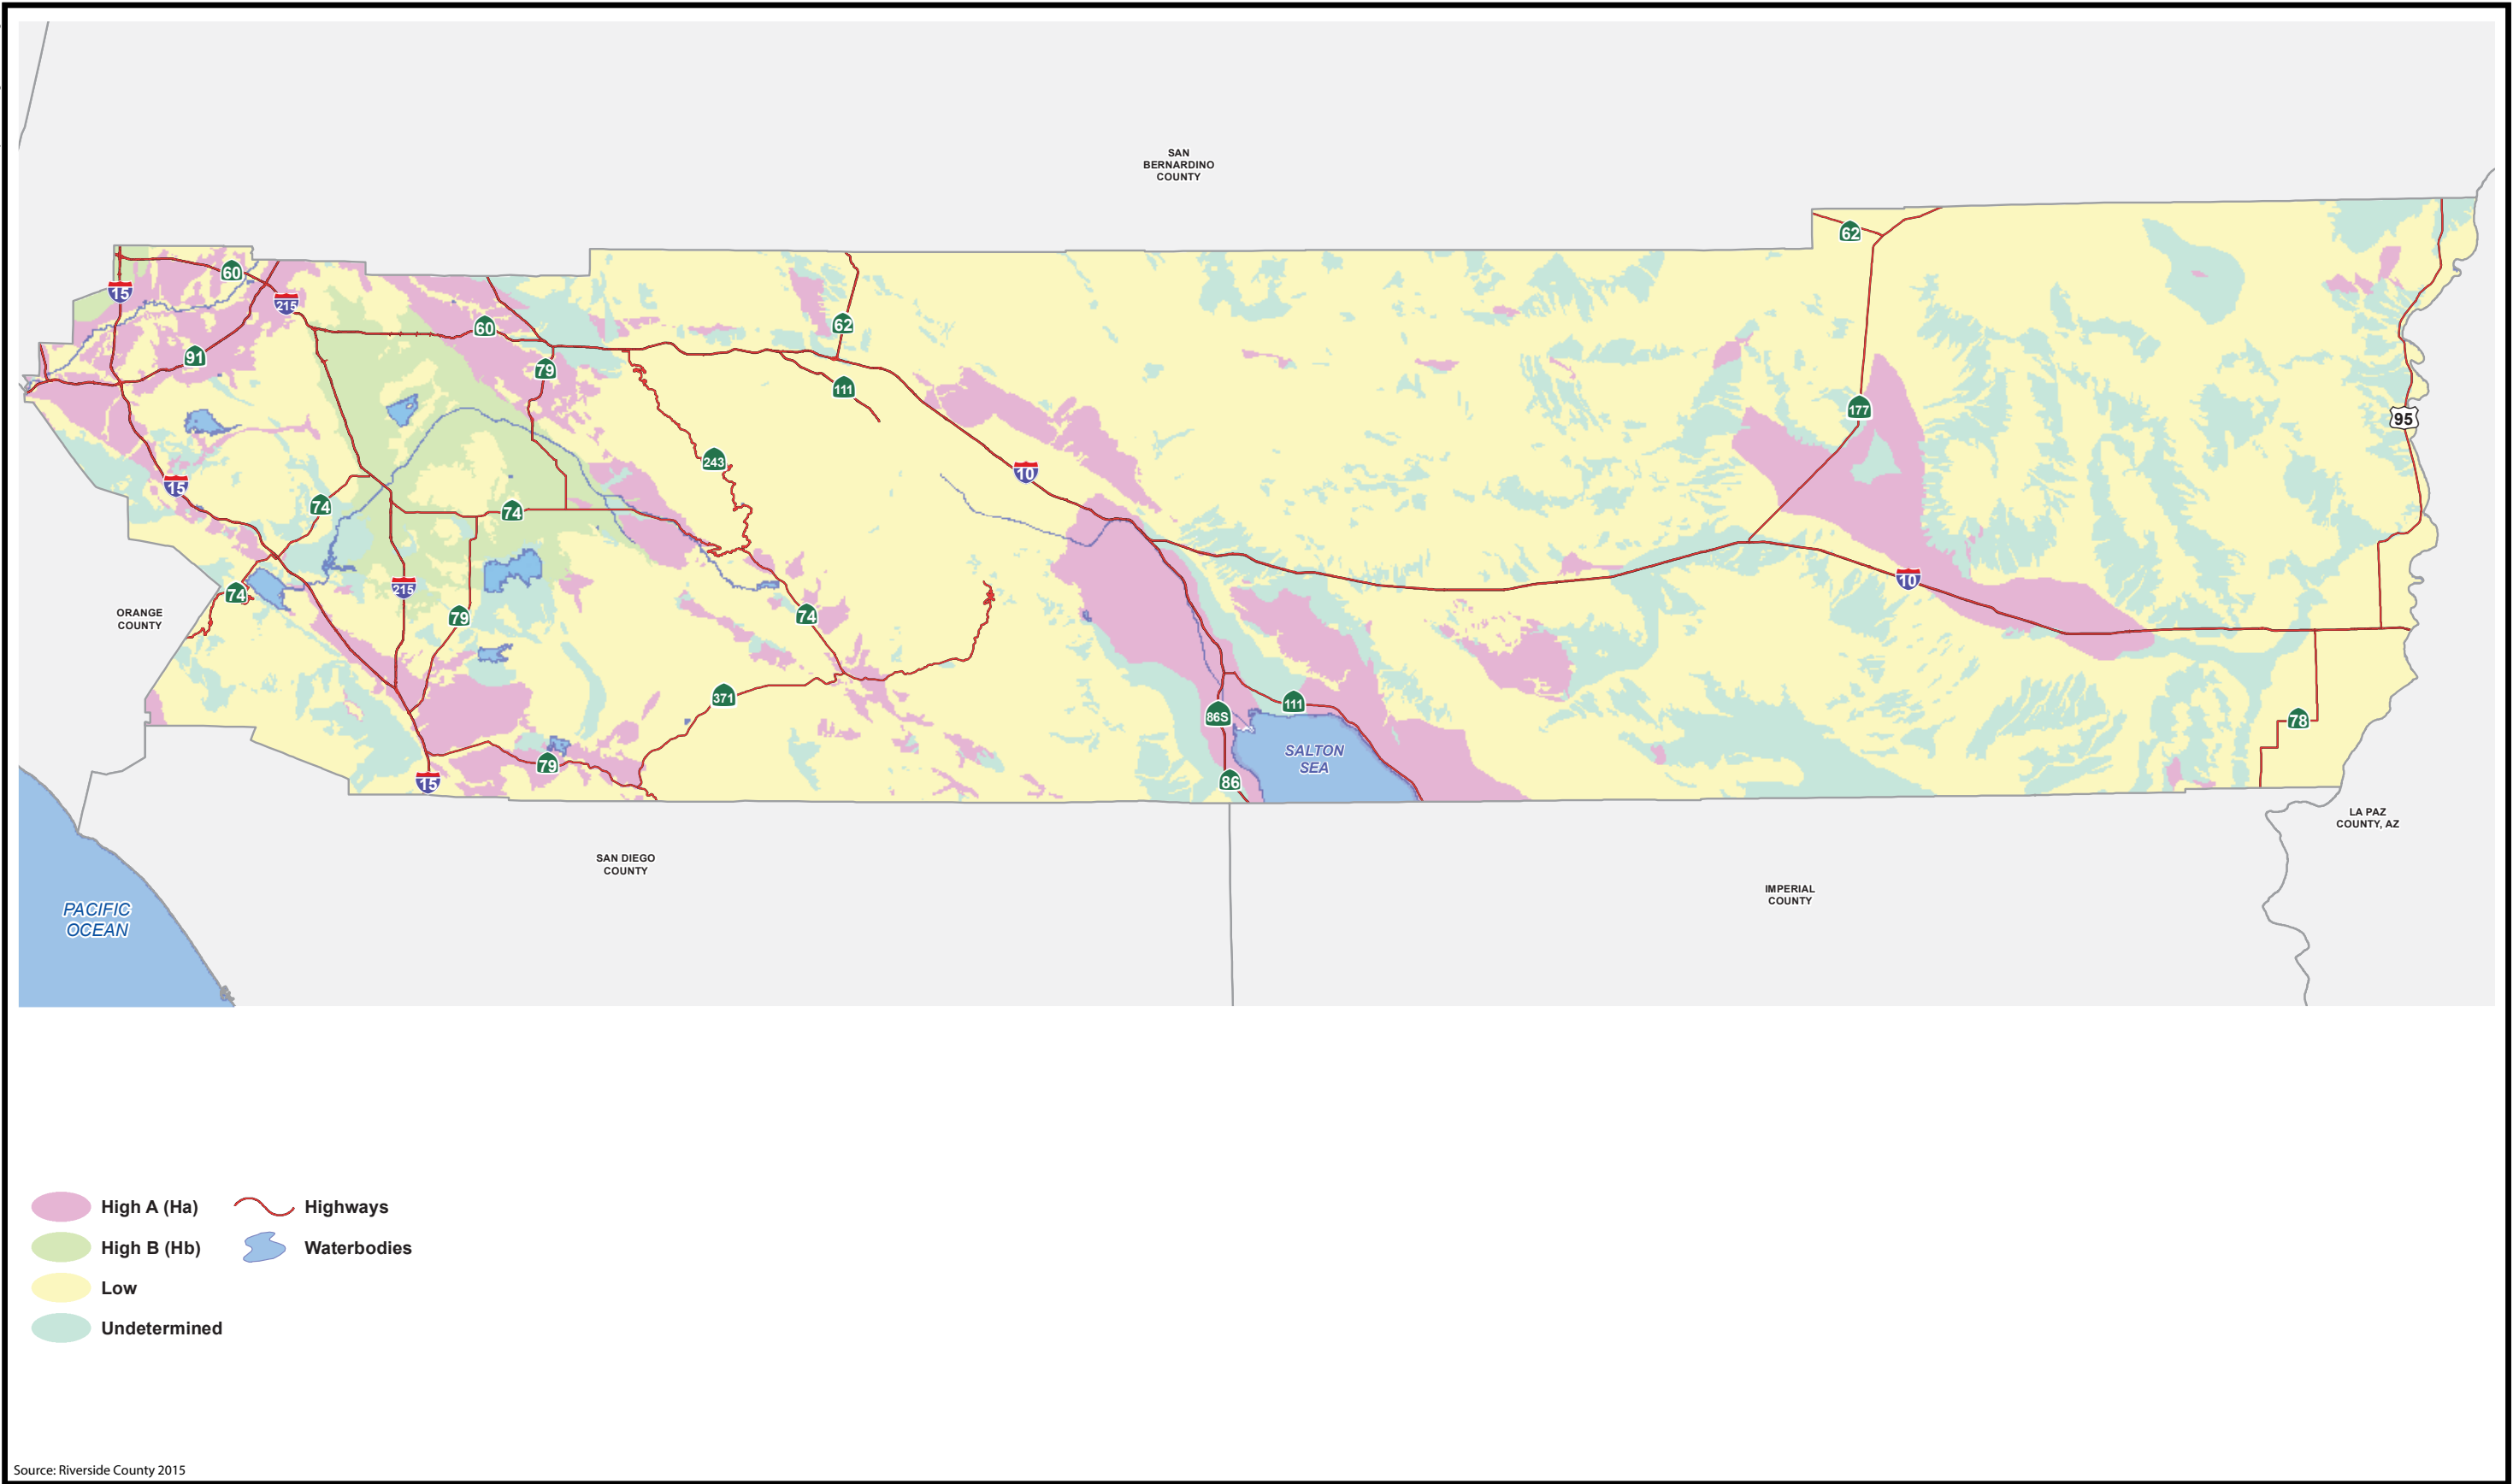 SAN
BERNARDINO
COUNTY
62
60
15
215
60
62
91
79
111
177
95
243
10
15
74
74
10
215
74
79
74
ORANGE
COUNTY
371
86S
111
78
SALTON
SEA
79
15
86
LA PAZ
COUNTY, AZ
SAN DIEGO
COUNTY
IMPERIAL
COUNTY
PACIFIC
OCEAN
High A (Ha)
Highways
High B (Hb)
Waterbodies
Low
Undetermined
Source: Riverside County 2015